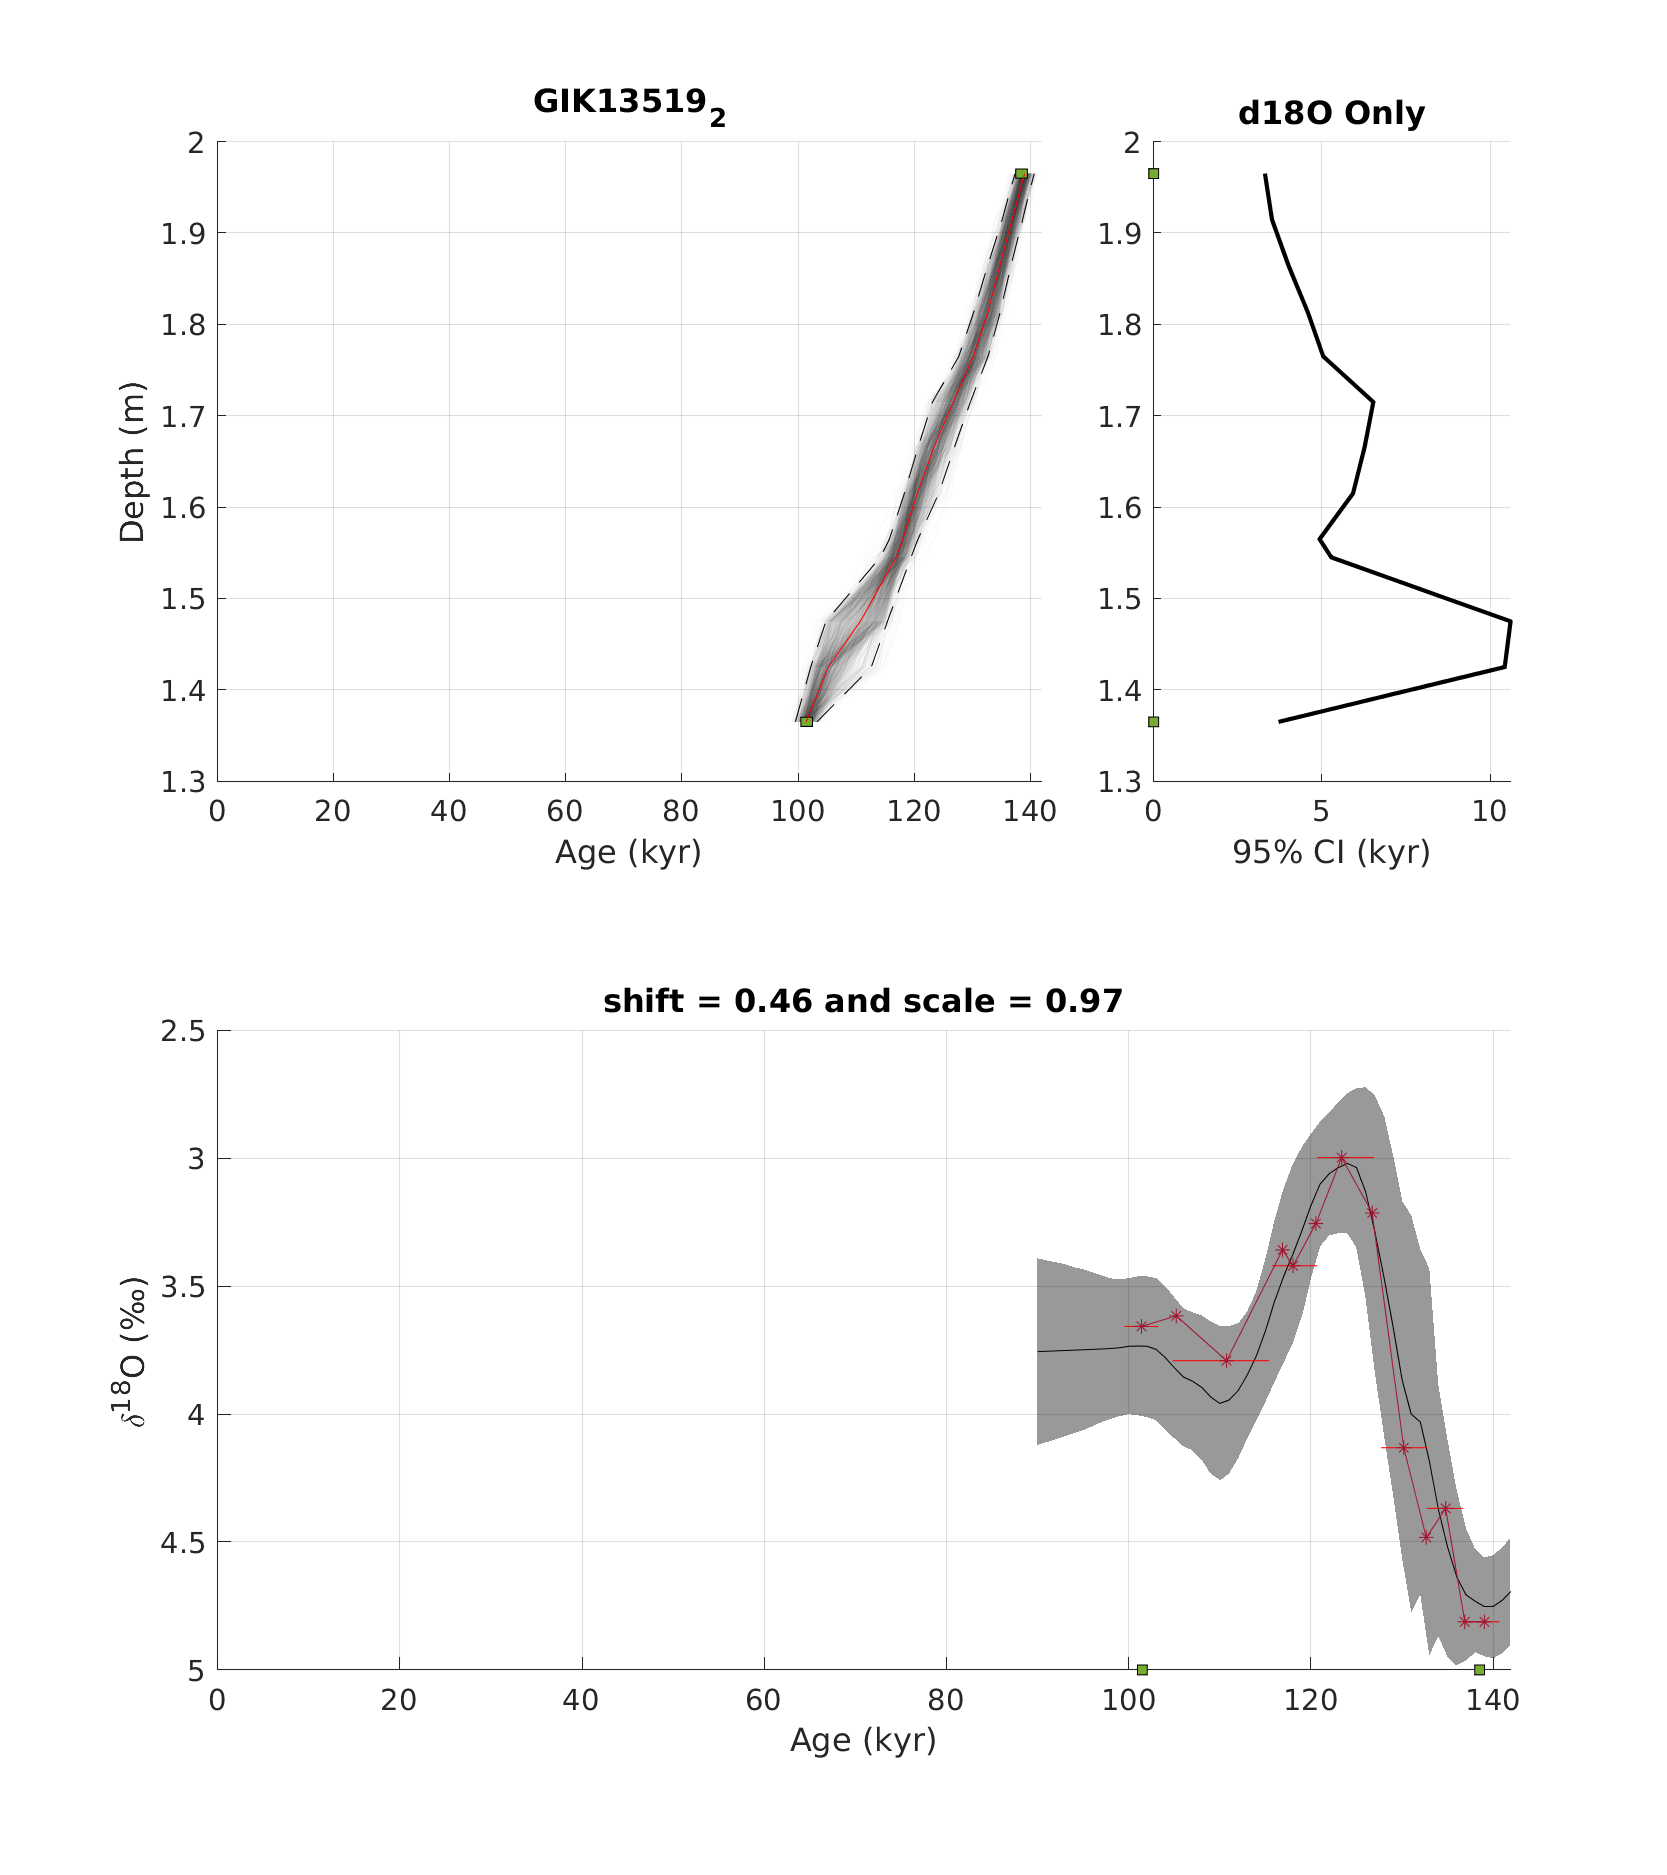 GIK13519₂
2
1.9
1.8
1.7
1.6
1.5
1.4
1.3
Depth (m)
0 20 40 60 80 100 120 140
Age (kyr)
d18O Only
2
1.9
1.8
1.7
1.6
1.5
1.4
1.3
0 5 10
95% CI (kyr)
shift = 0.46 and scale = 0.97
2.5
3
3.5
4
4.5
5
δ¹⁸O (‰)
0 20 40 60 80 100 120 140
Age (kyr)